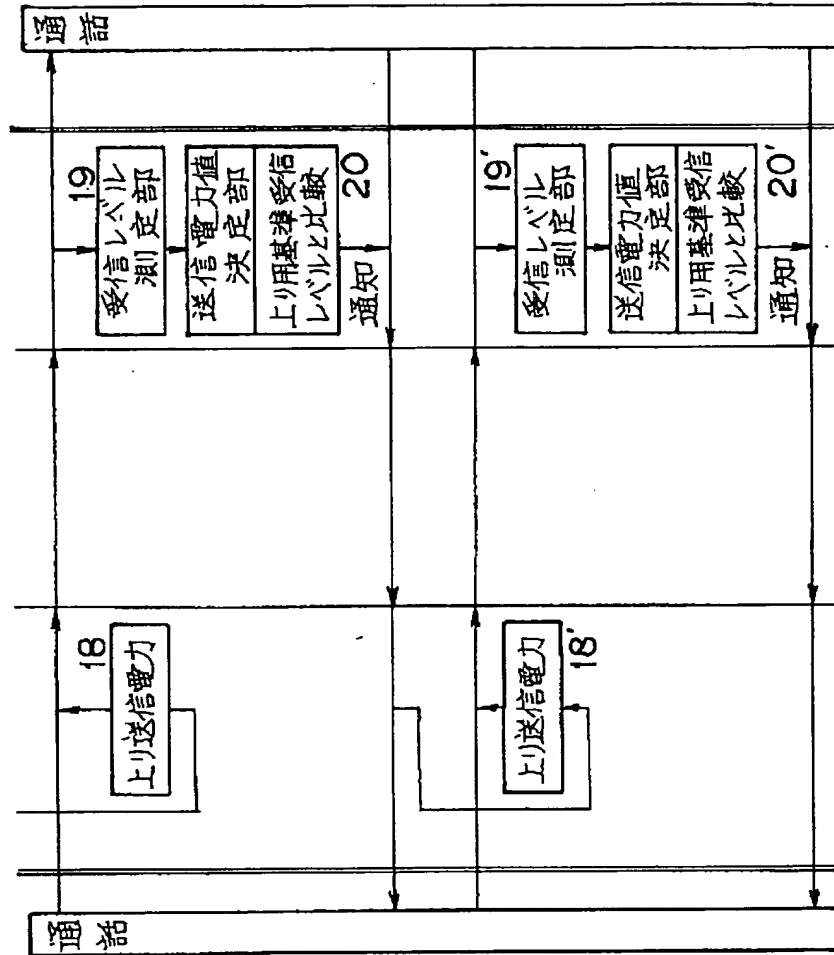 通話
19
受信レベル
測定部
送信電力値
決定部
上り用基準受信
レベルと比較
20
通知
18
上り送信電力
19'
受信レベル
測定部
送信電力値
決定部
上り用基準受信
レベルと比較
20'
通知
18'
上り送信電力
通話